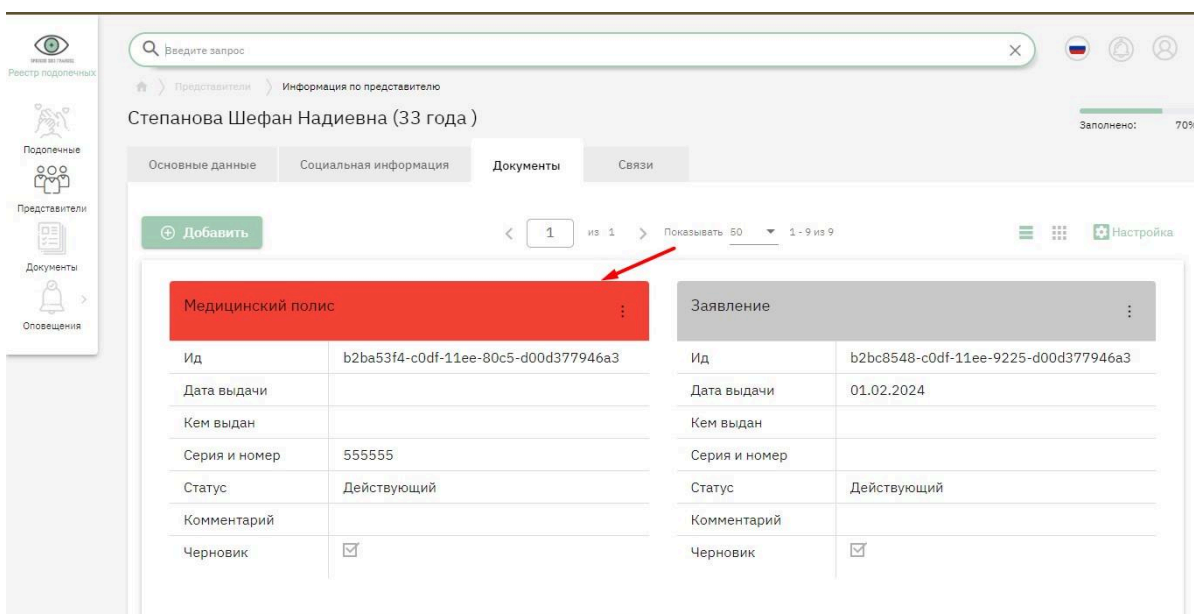 Реестр подопечных
Подопечные
Представители
Документы
Оповещения
Введите запрос
Представители
Информация по представителю
Степанова Шефан Надиевна (33 года )
Заполнено: 70%
Основные данные Социальная информация Документы Связи
Добавить
1 из 1 Показывать 50 1 - 9 из 9
Настройка
Медицинский полис
Ид b2ba53f4-c0df-11ee-80c5-d00d377946a3
Дата выдачи
Кем выдан
Серия и номер 555555
Статус Действующий
Комментарий
Черновик
Заявление
Ид b2bc8548-c0df-11ee-9225-d00d377946a3
Дата выдачи 01.02.2024
Кем выдан
Серия и номер
Статус Действующий
Комментарий
Черновик